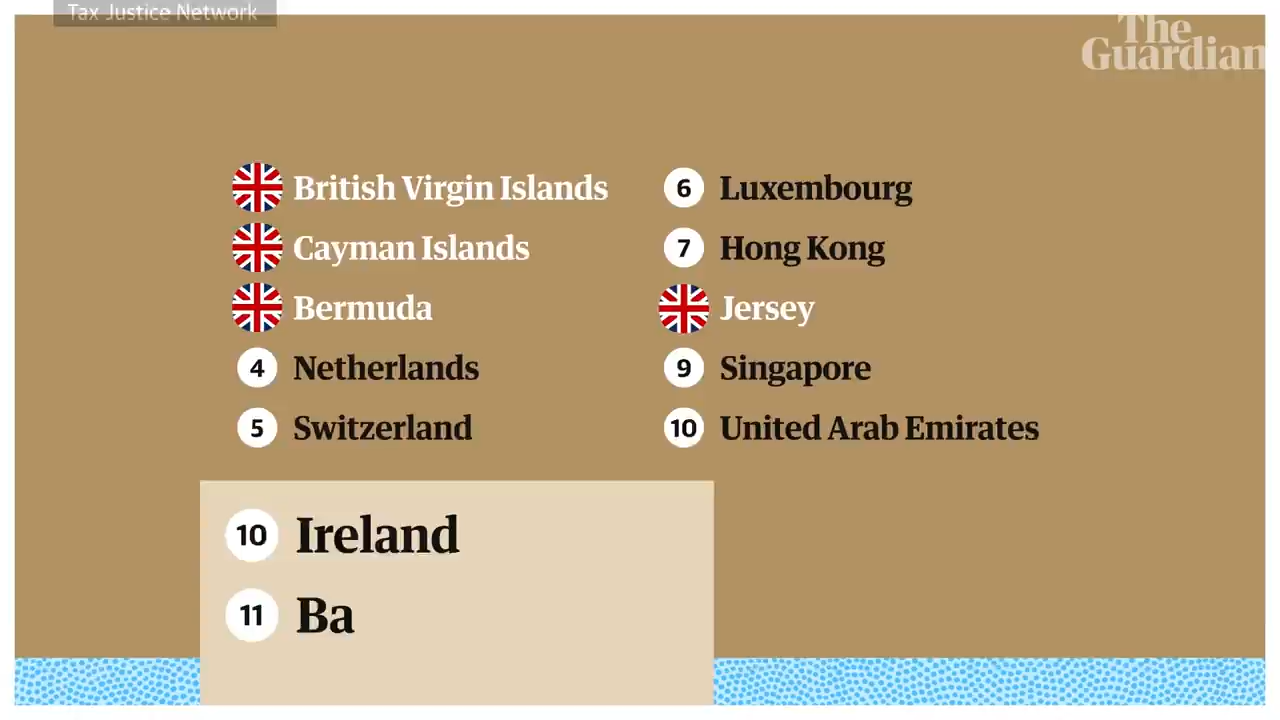 Tax Justice Network
The
Guardian
British Virgin Islands
Cayman Islands
Bermuda
4 Netherlands
5 Switzerland
6 Luxembourg
7 Hong Kong
Jersey
9 Singapore
10 United Arab Emirates
10 Ireland
11 Ba